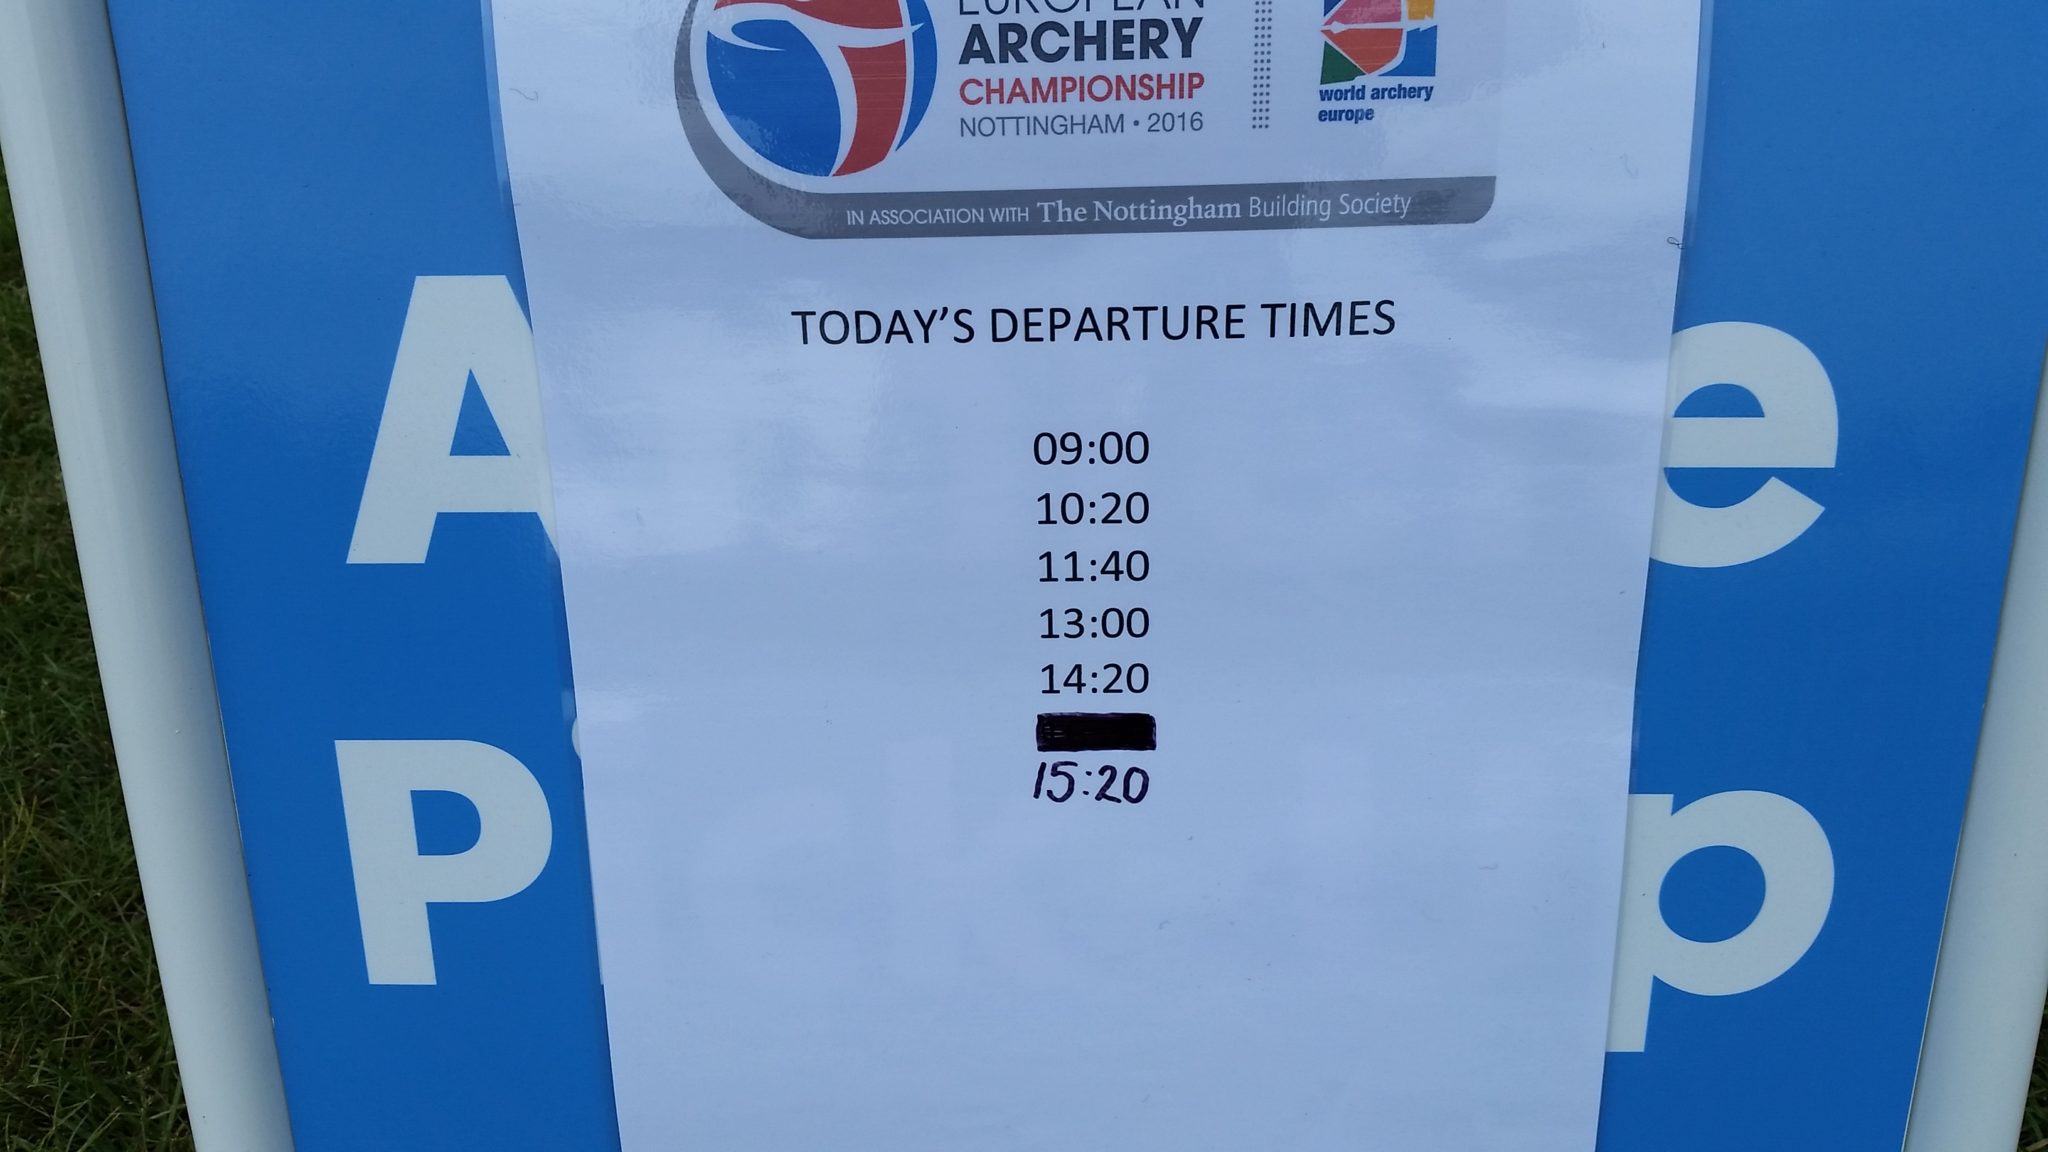 EUROPEAN
ARCHERY
CHAMPIONSHIP
NOTTINGHAM • 2016
world archery
europe
IN ASSOCIATION WITH The Nottingham Building Society
TODAY'S DEPARTURE TIMES
09:00
10:20
11:40
13:00
14:20
15:20
A e
P p